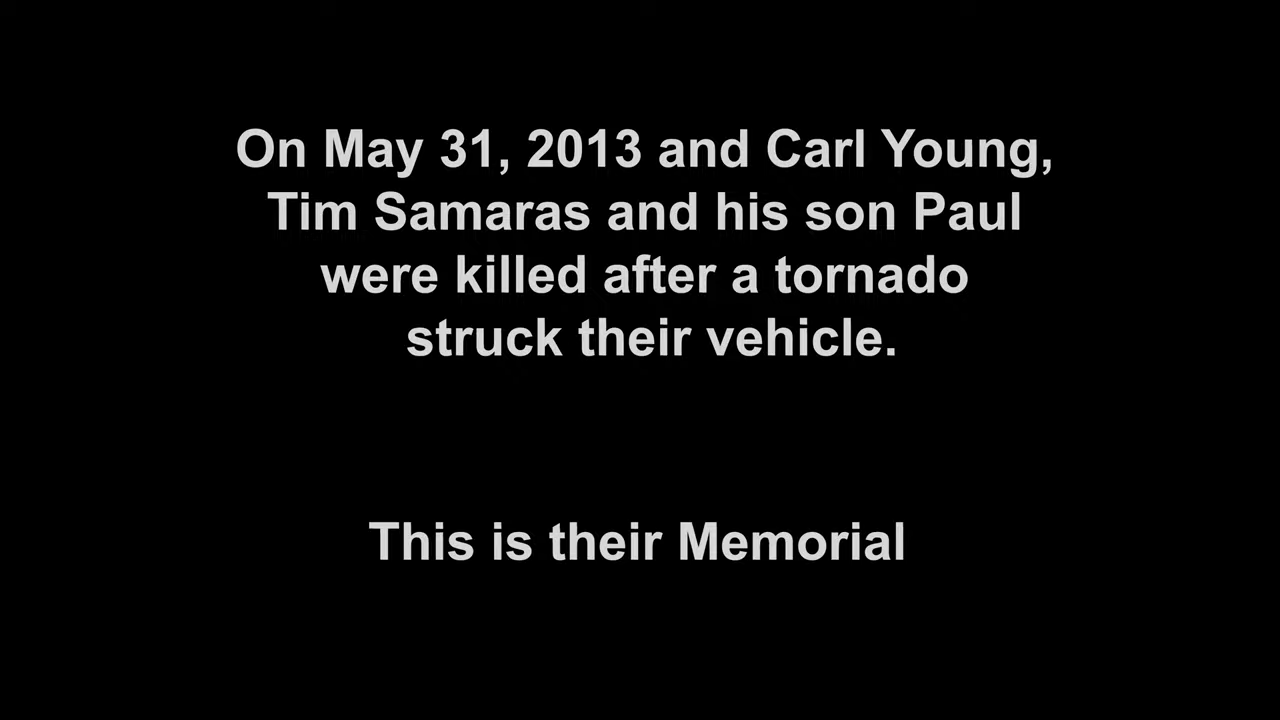 On May 31, 2013 and Carl Young,
Tim Samaras and his son Paul
were killed after a tornado
struck their vehicle.
This is their Memorial